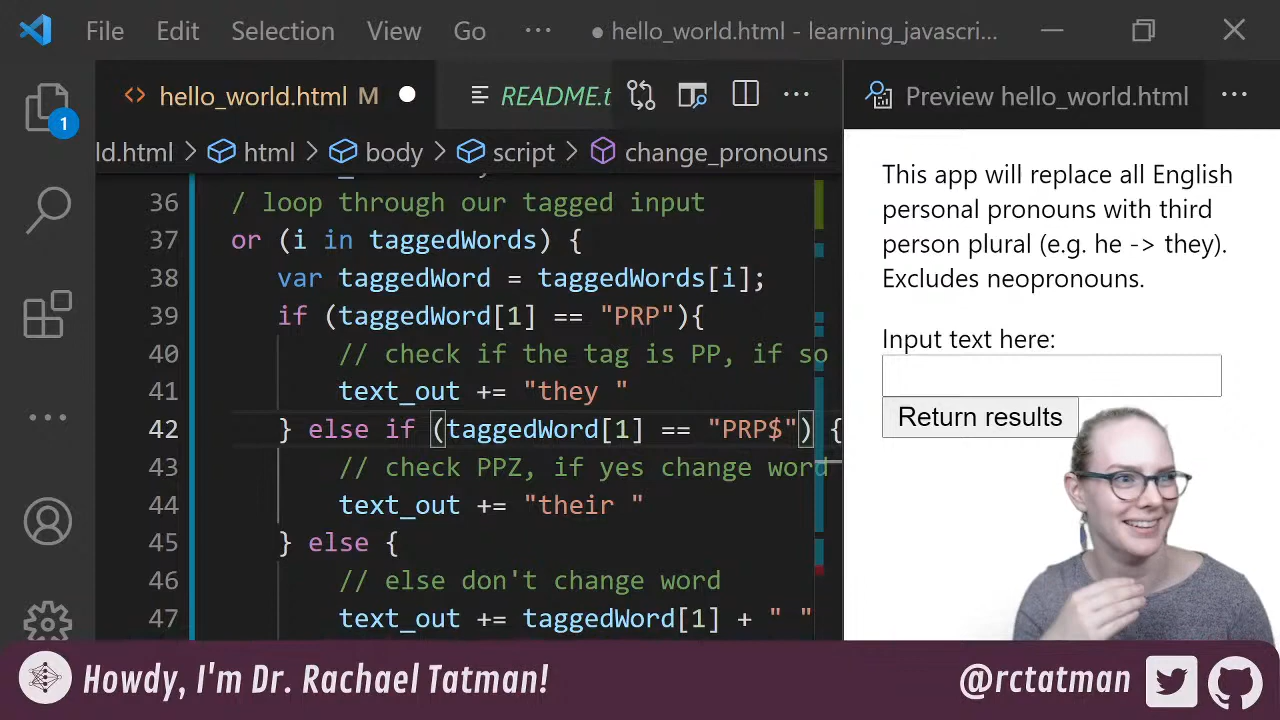 File Edit Selection View Go ··· ● hello_world.html - learning_javascri...
1
<> hello_world.html M ● README.t ···
ld.html > html > body > script > change_pronouns
36 / loop through our tagged input
37 or (i in taggedWords) {
38 var taggedWord = taggedWords[i];
39 if (taggedWord[1] == "PRP"){
40 // check if the tag is PP, if so
41 text_out += "they "
42 } else if (taggedWord[1] == "PRP$") {
43 // check PPZ, if yes change word
44 text_out += "their "
45 } else {
46 // else don't change word
47 text_out += taggedWord[1] + " "
Preview hello_world.html ···
This app will replace all English
personal pronouns with third
person plural (e.g. he -> they).
Excludes neopronouns.
Input text here:
Return results
Howdy, I'm Dr. Rachael Tatman!
@rctatman